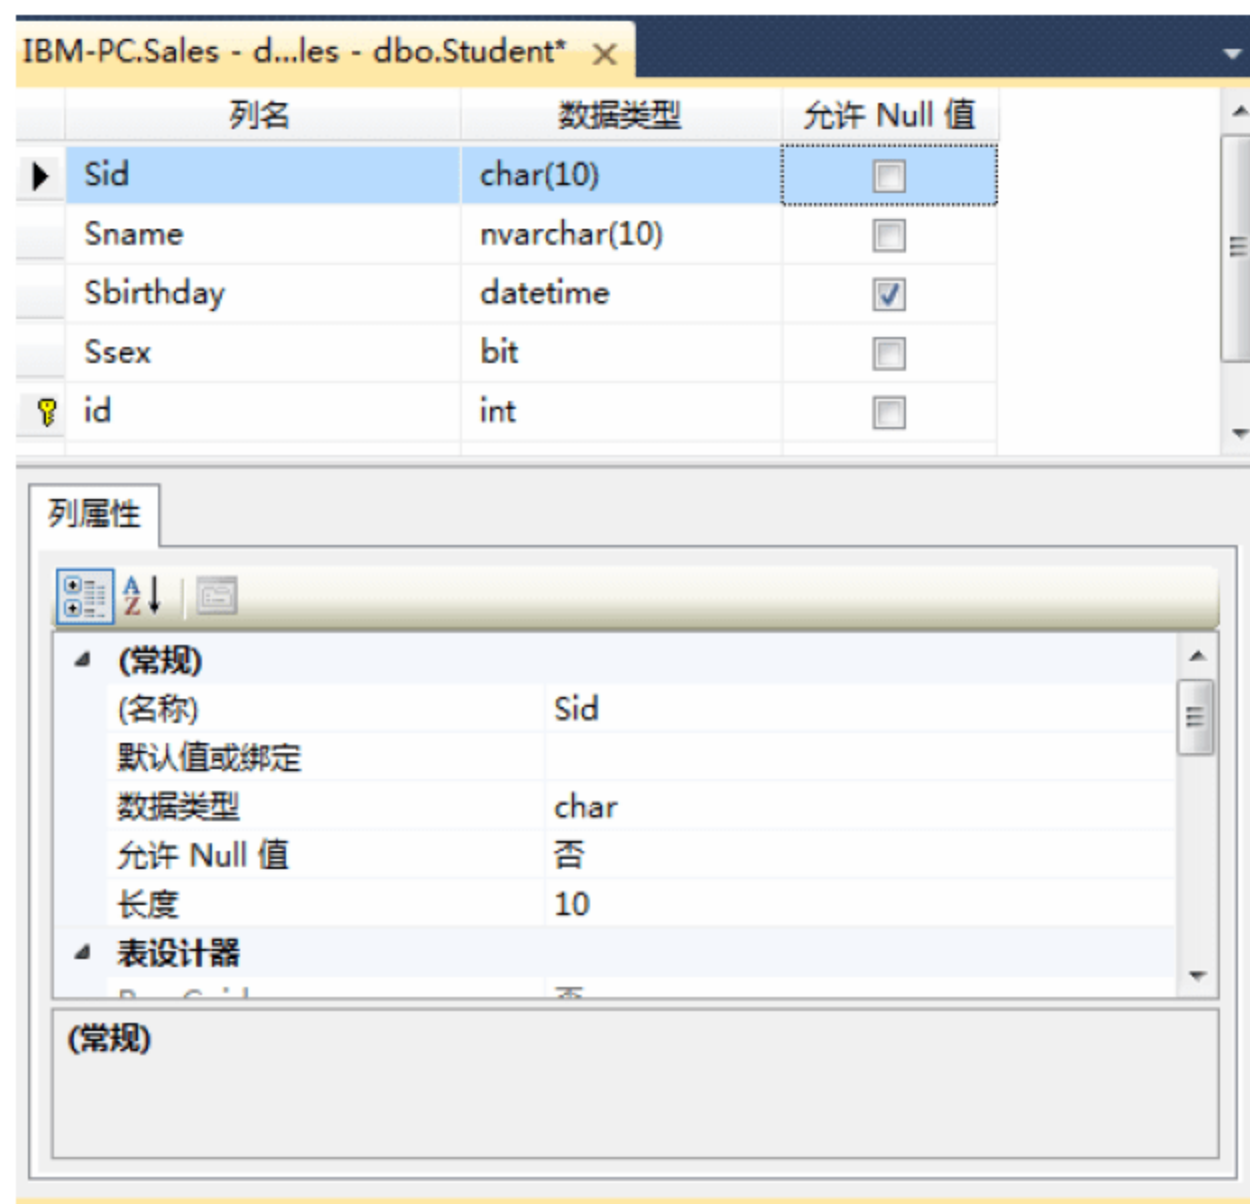 IBM-PC.Sales - d...les - dbo.Student*
列名 数据类型 允许 Null 值
Sid char(10)
Sname nvarchar(10)
Sbirthday datetime
Ssex bit
id int
列属性
(常规)
(名称) Sid
默认值或绑定
数据类型 char
允许 Null 值 否
长度 10
表设计器
(常规)